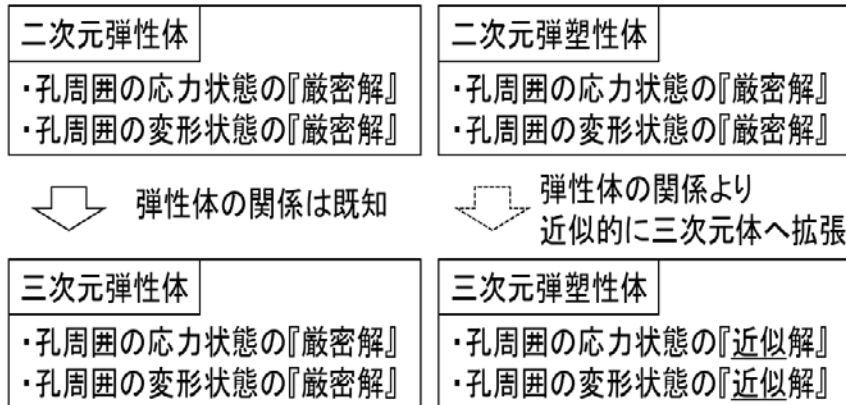 二次元弾性体
・孔周囲の応力状態の『厳密解』
・孔周囲の変形状態の『厳密解』
二次元弾塑性体
・孔周囲の応力状態の『厳密解』
・孔周囲の変形状態の『厳密解』
弾性体の関係は既知
弾性体の関係より
近似的に三次元体へ拡張
三次元弾性体
・孔周囲の応力状態の『厳密解』
・孔周囲の変形状態の『厳密解』
三次元弾塑性体
・孔周囲の応力状態の『近似解』
・孔周囲の変形状態の『近似解』